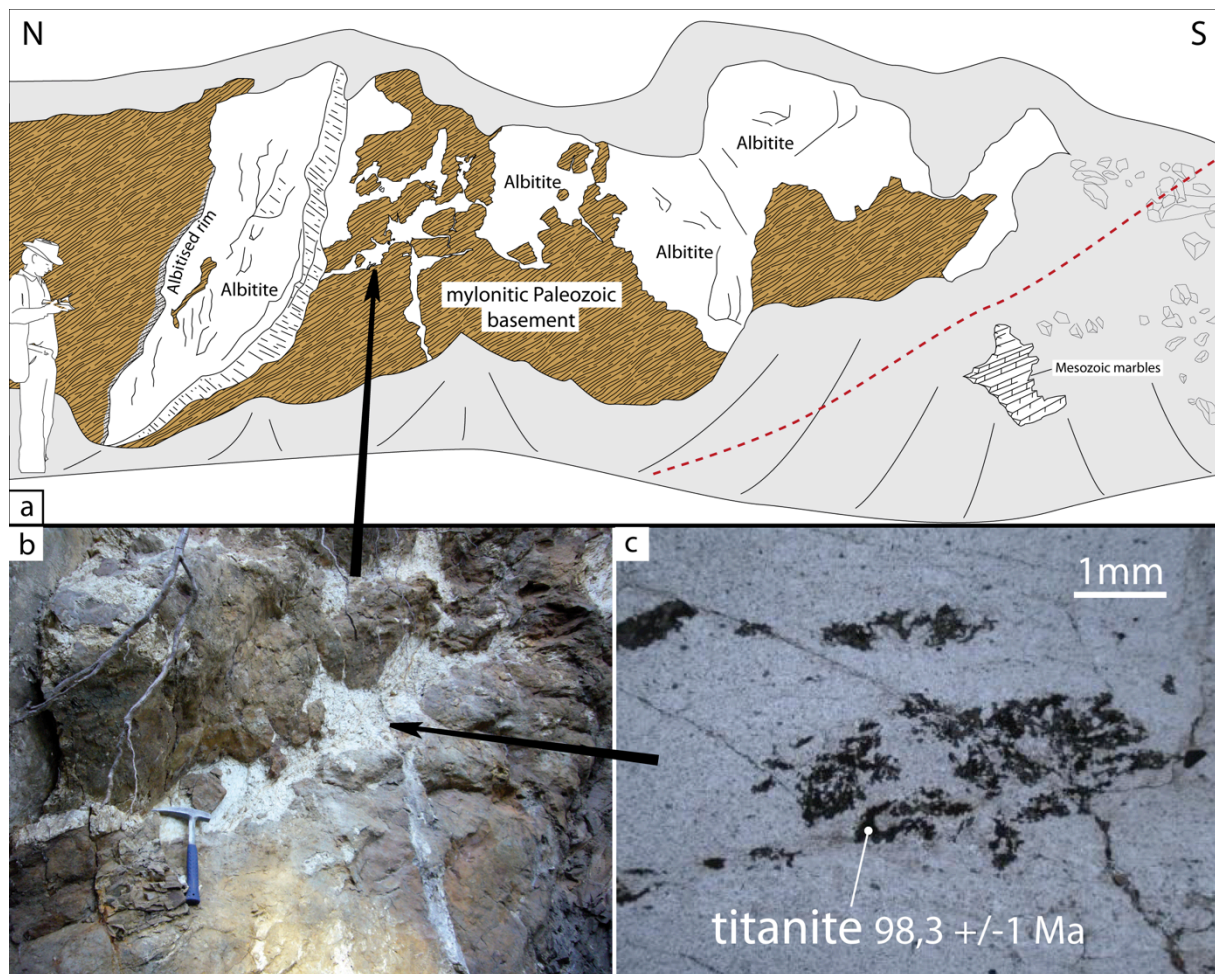 N
S
Albitite
Albitite
Albitised rim
Albitite
Albitite
mylonitic Paleozoic
basement
Mesozoic marbles
a
b
c
1mm
titanite 98,3 +/-1 Ma